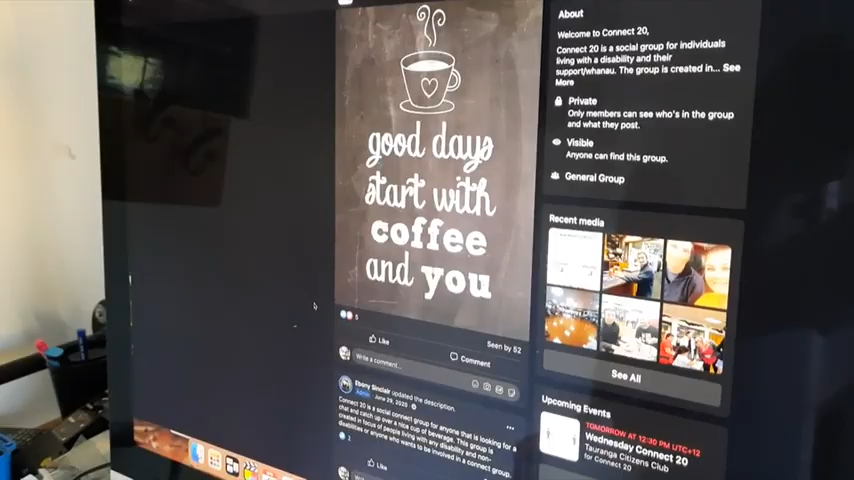 good days
start with
coffee
and you
5
Seen by 52
Like
Comment
Write a comment...
Ebony Sinclair updated the description.
Admin · June 29, 2020
Connect 20 is a social connect group for anyone that is looking for a
chat and catch up over a nice cup of beverage. This group is
created in focus of people living with any disability and non-
disabilities or anyone who wants to be involved in a connect group.
2
Like
About
Welcome to Connect 20,
Connect 20 is a social group for individuals
living with a disability and their
support/whanau. The group is created in... See
More
Private
Only members can see who's in the group
and what they post.
Visible
Anyone can find this group.
General Group
Recent media
See All
Upcoming Events
TOMORROW AT 12:30 PM UTC+12
Wednesday Connect 20
Tauranga Citizens Club
for Connect 20